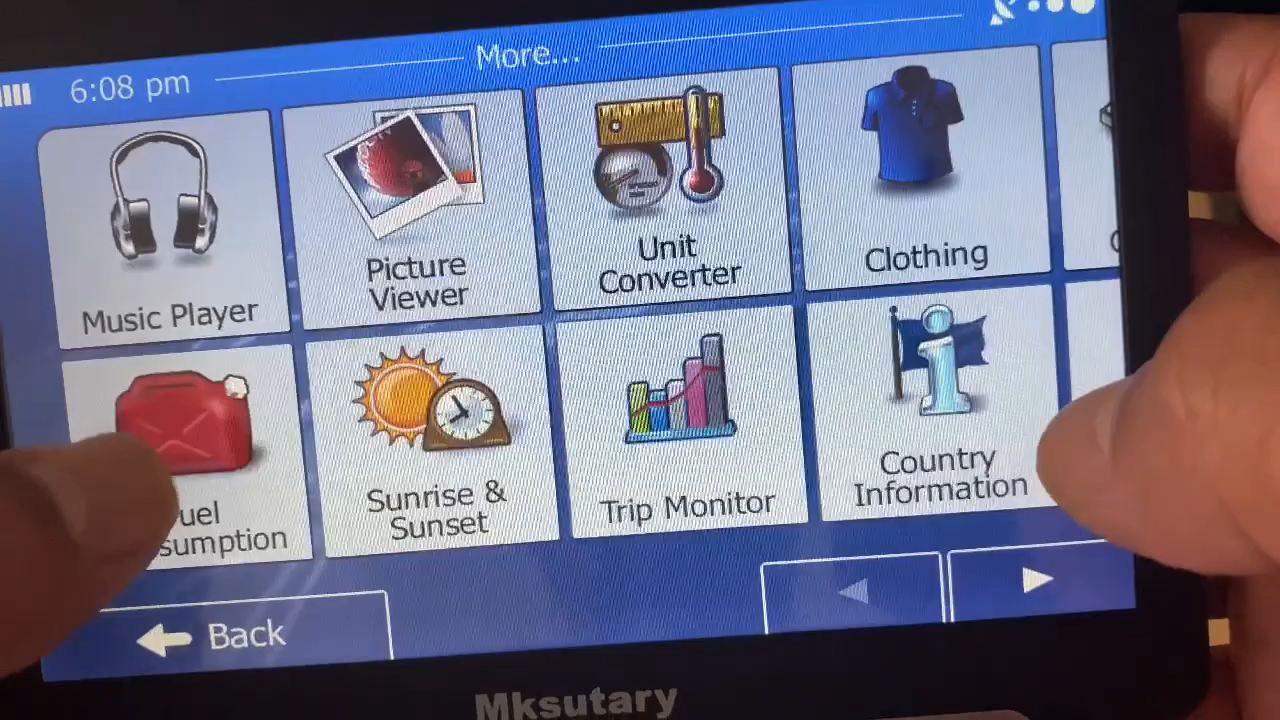 6:08 pm
More...
Music Player
Picture
Viewer
Unit
Converter
Clothing
uel
sumption
Sunrise &
Sunset
Trip Monitor
Country
Information
Back
Mksutary